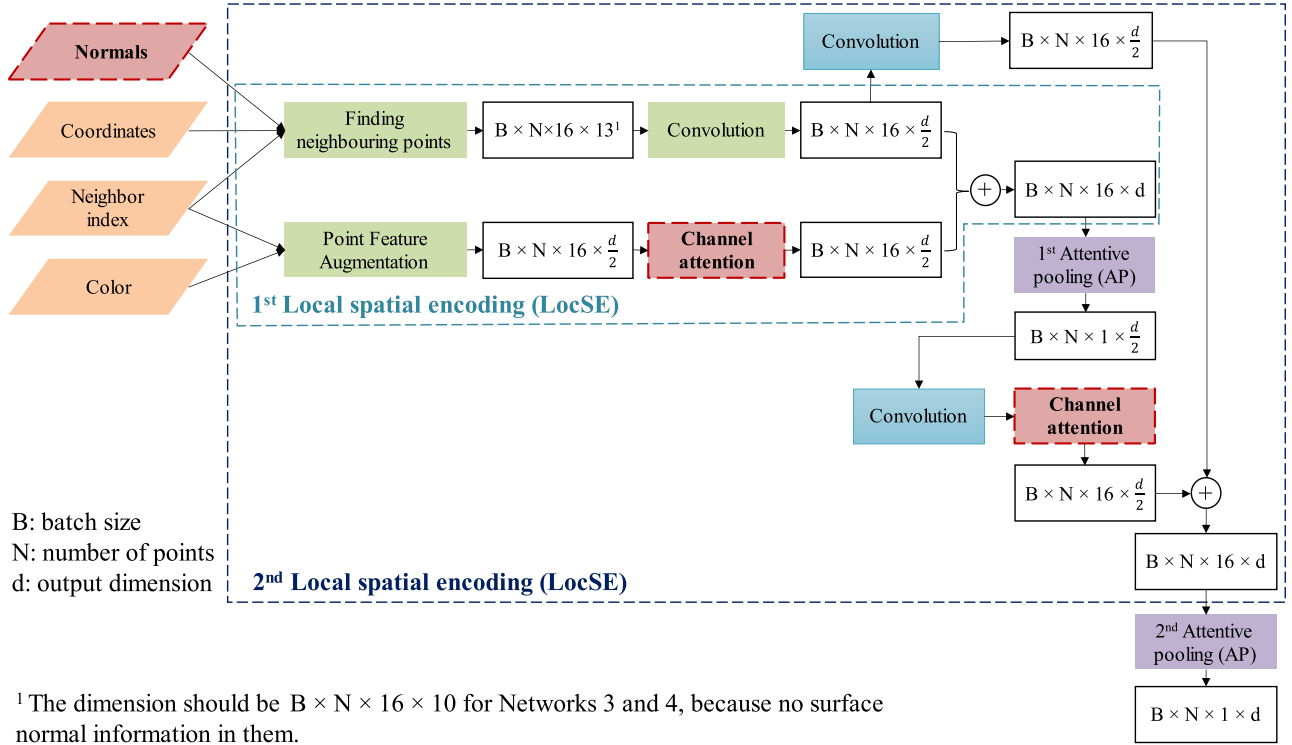 Normals
Coordinates
Neighbor
index
Color
Finding
neighbouring points
B × N×16 × 13¹
Convolution
B × N × 16 × d/2
Convolution
B × N × 16 × d/2
Point Feature
Augmentation
B × N × 16 × d/2
Channel
attention
B × N × 16 × d/2
+
B × N × 16 × d
1st Local spatial encoding (LocSE)
1st Attentive
pooling (AP)
B × N × 1 × d/2
Convolution
Channel
attention
B × N × 16 × d/2
+
B × N × 16 × d
2nd Local spatial encoding (LocSE)
2nd Attentive
pooling (AP)
B × N × 1 × d
B: batch size
N: number of points
d: output dimension
¹ The dimension should be B × N × 16 × 10 for Networks 3 and 4, because no surface
normal information in them.